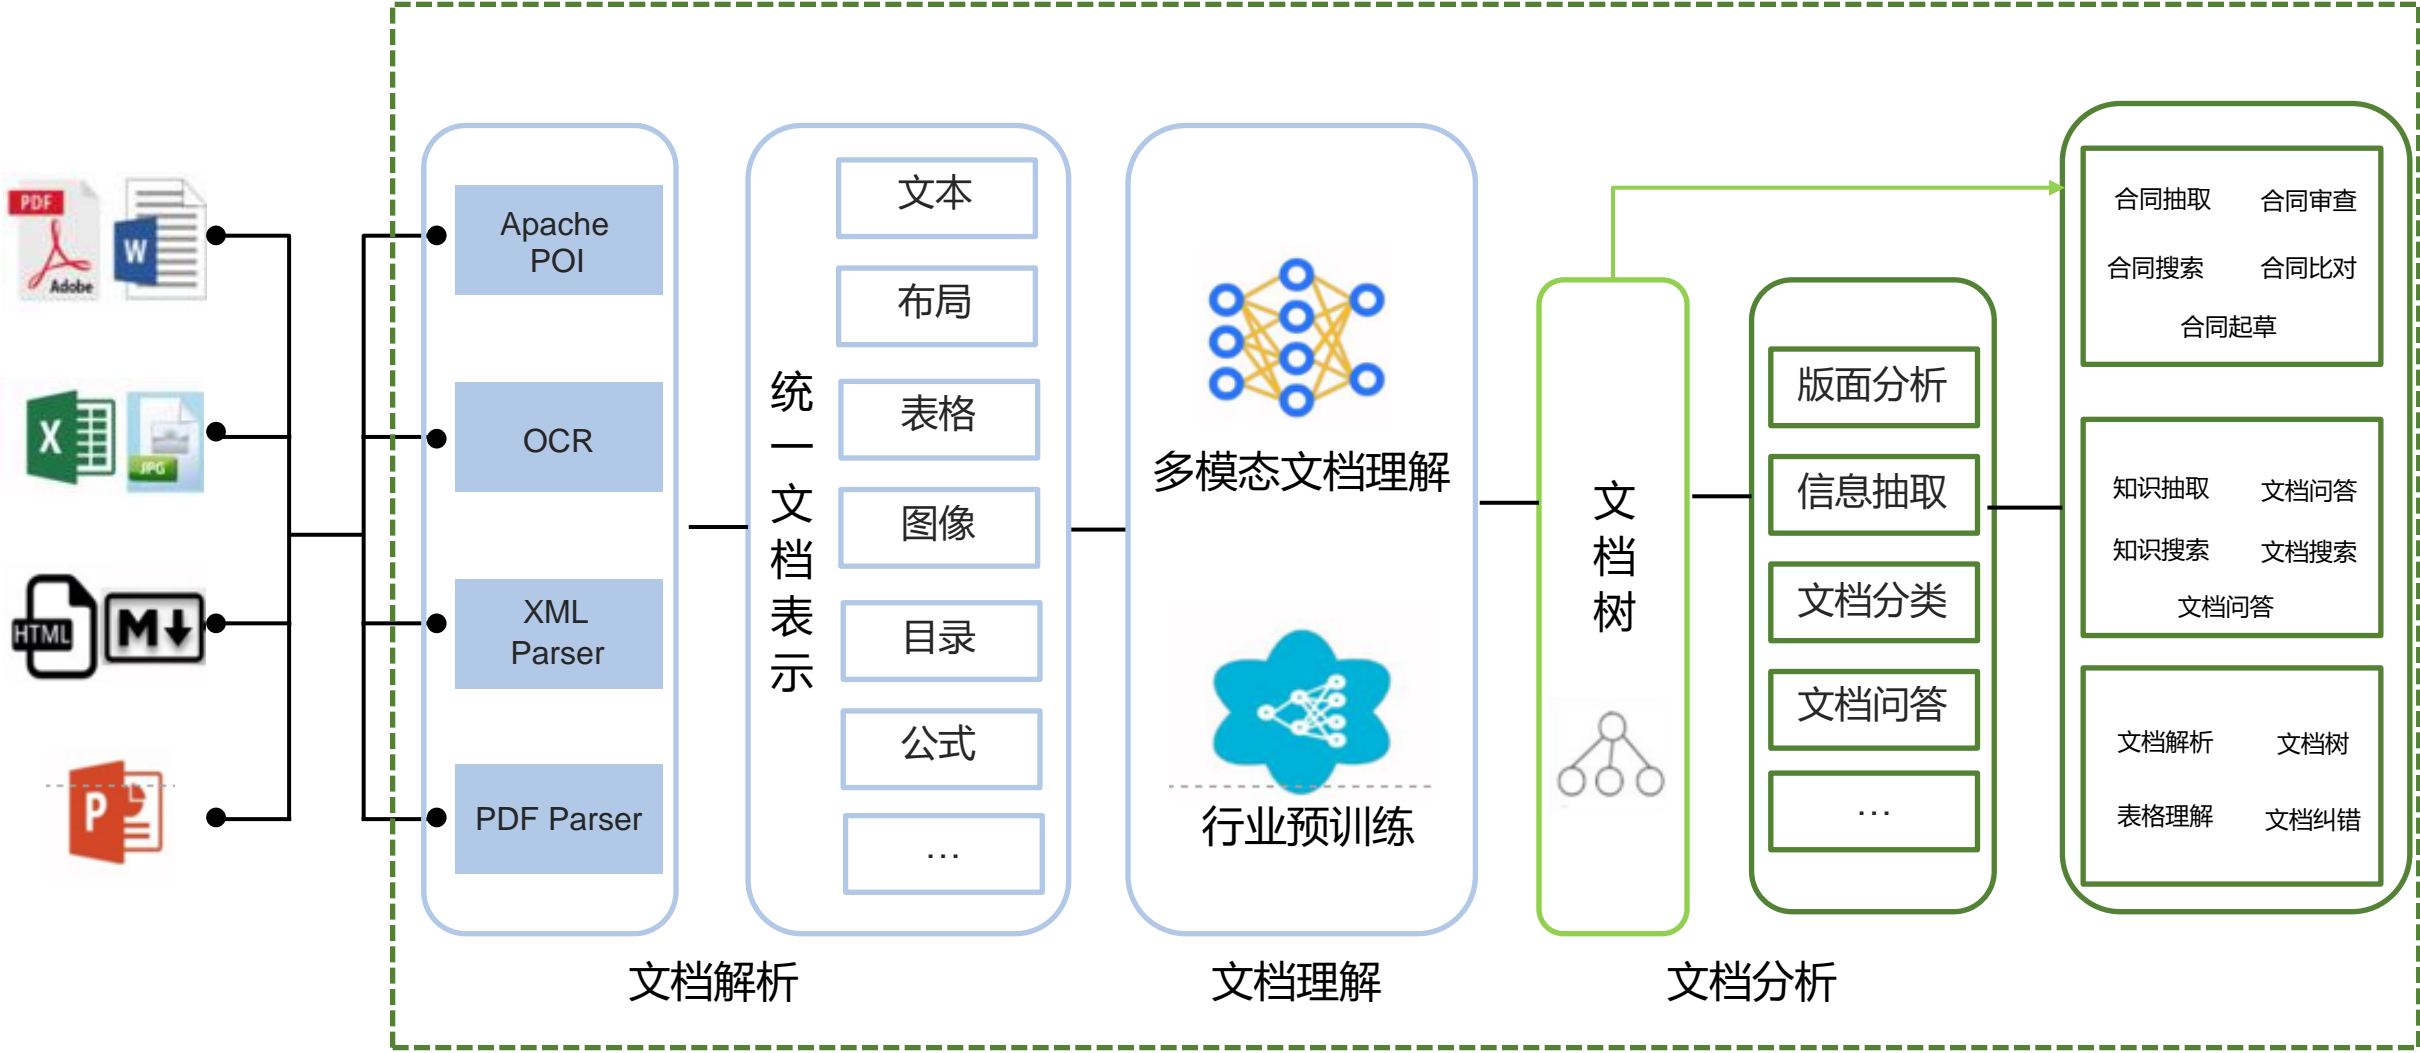 PDF
Adobe
W
X
JPG
HTML
M
P
Apache
POI
OCR
XML
Parser
PDF Parser
统一文档表示
文本
布局
表格
图像
目录
公式
...
文档解析
多模态文档理解
行业预训练
文档理解
文档树
版面分析
信息抽取
文档分类
文档问答
...
文档分析
合同抽取 合同审查
合同搜索 合同比对
合同起草
知识抽取 文档问答
知识搜索 文档搜索
文档问答
文档解析 文档树
表格理解 文档纠错